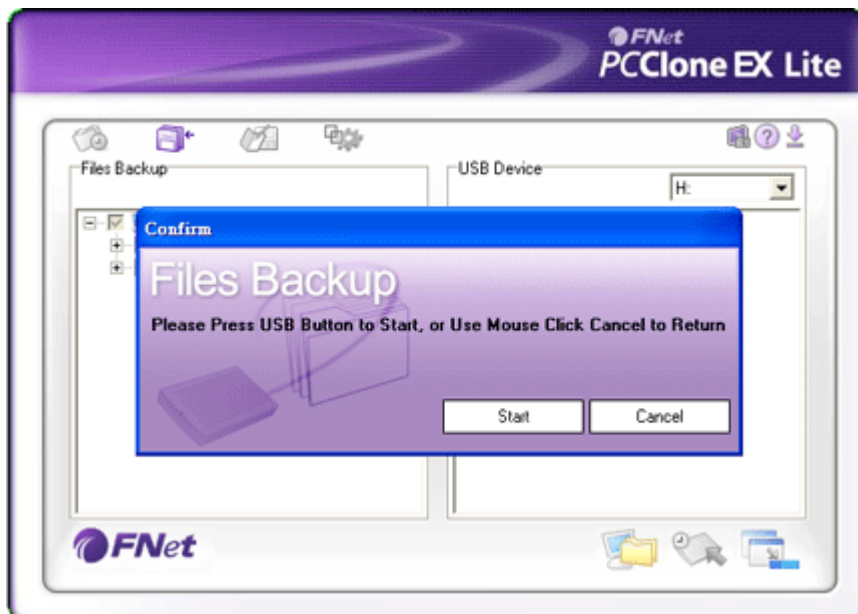 FNet
PCClone EX Lite
Files Backup
USB Device
H:
Confirm
Files Backup
Please Press USB Button to Start, or Use Mouse Click Cancel to Return
Start
Cancel
FNet